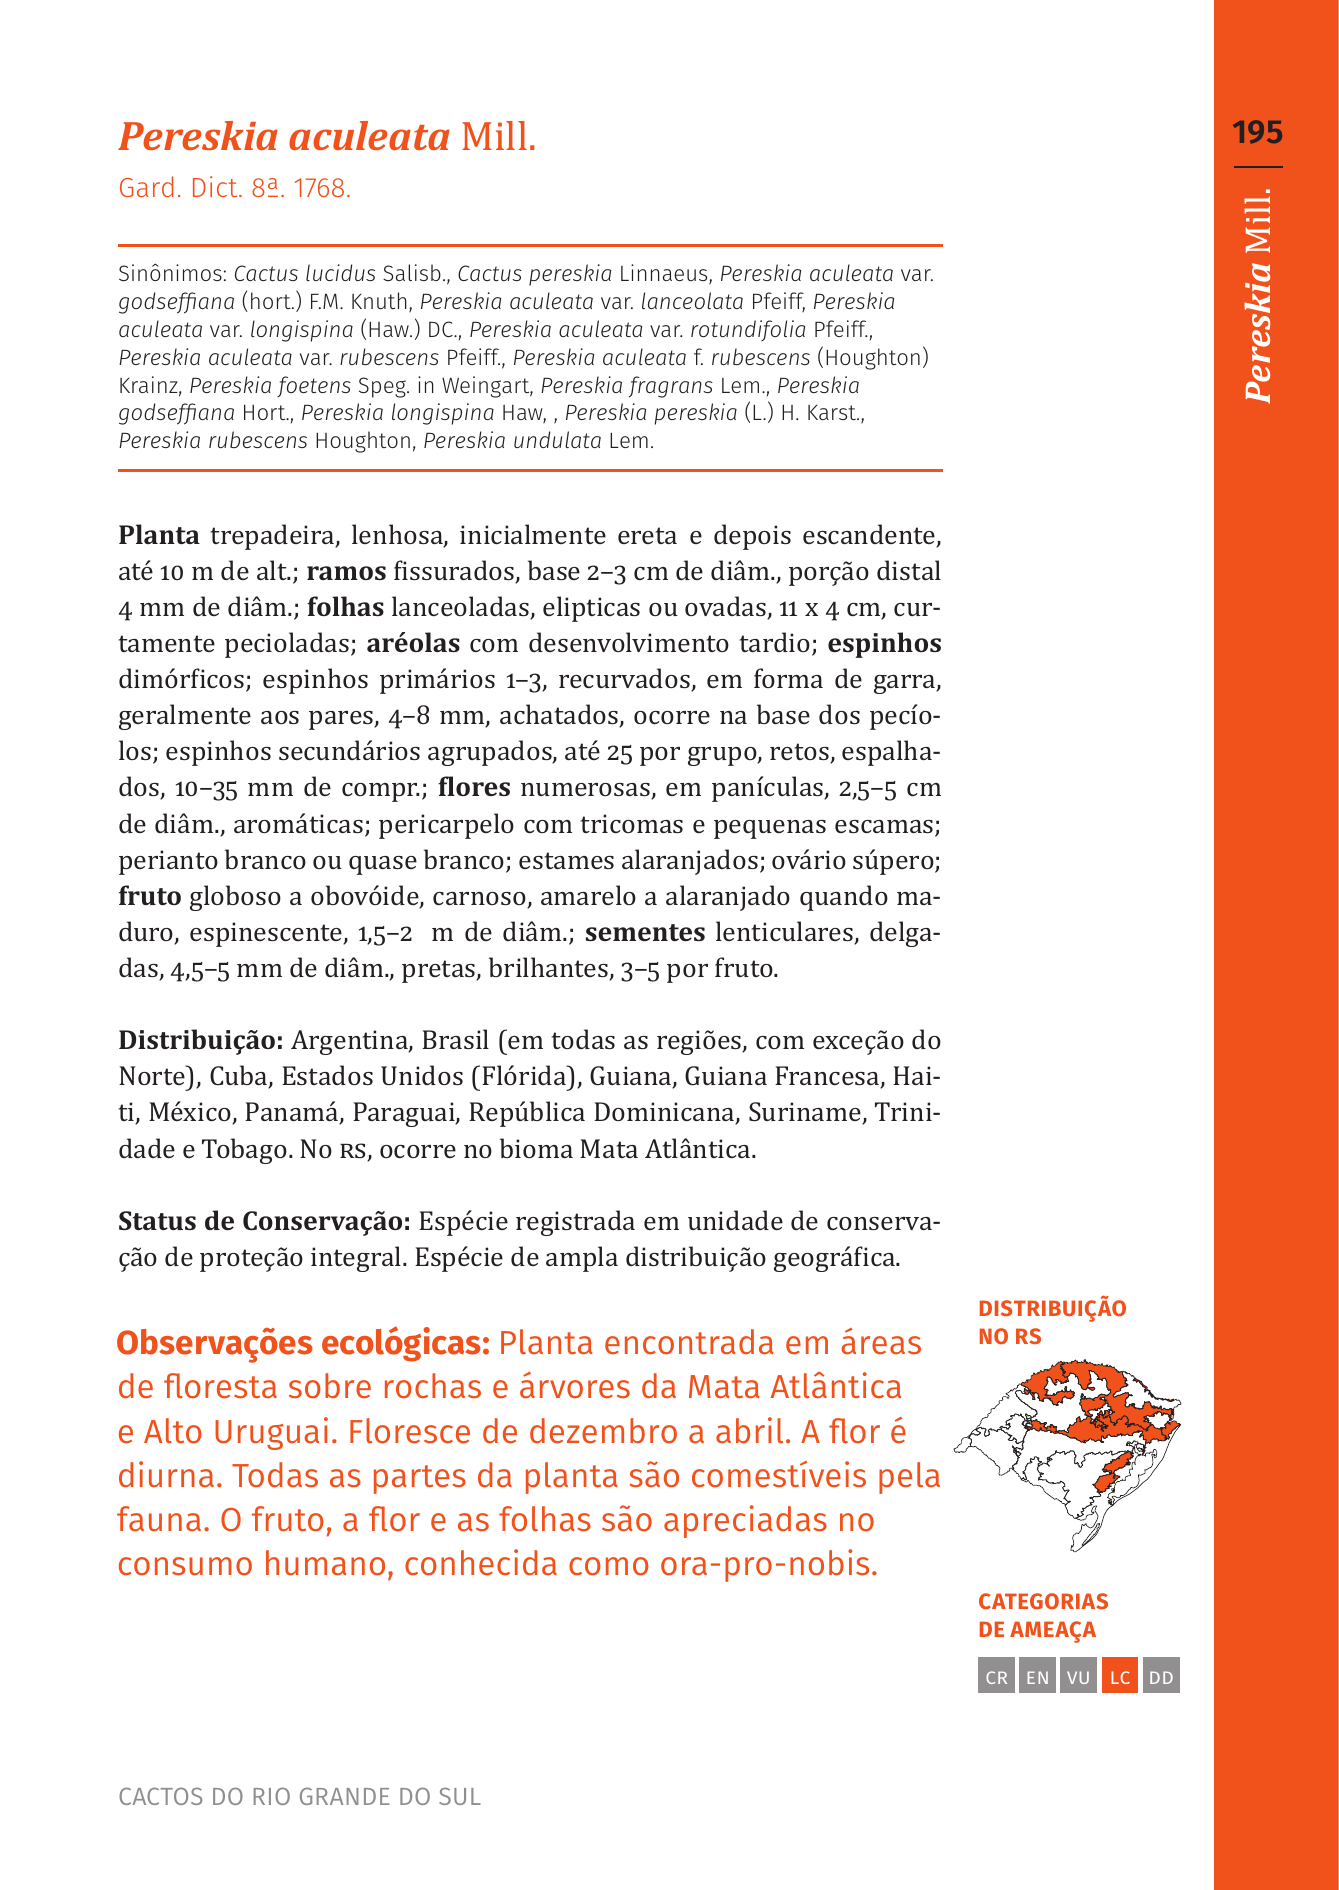 Pereskia aculeata Mill.
Gard. Dict. 8ª. 1768.
195
Pereskia Mill.
Sinônimos: Cactus lucidus Salisb., Cactus pereskia Linnaeus, Pereskia aculeata var.
godseffiana (hort.) F.M. Knuth, Pereskia aculeata var. lanceolata Pfeiff, Pereskia
aculeata var. longispina (Haw.) DC., Pereskia aculeata var. rotundifolia Pfeiff.,
Pereskia aculeata var. rubescens Pfeiff., Pereskia aculeata f. rubescens (Houghton)
Krainz, Pereskia foetens Speg. in Weingart, Pereskia fragrans Lem., Pereskia
godseffiana Hort., Pereskia longispina Haw, , Pereskia pereskia (L.) H. Karst.,
Pereskia rubescens Houghton, Pereskia undulata Lem.
Planta trepadeira, lenhosa, inicialmente ereta e depois escandente,
até 10 m de alt.; ramos fissurados, base 2–3 cm de diâm., porção distal
4 mm de diâm.; folhas lanceoladas, elipticas ou ovadas, 11 x 4 cm, cur-
tamente pecioladas; aréolas com desenvolvimento tardio; espinhos
dimórficos; espinhos primários 1–3, recurvados, em forma de garra,
geralmente aos pares, 4–8 mm, achatados, ocorre na base dos pecío-
los; espinhos secundários agrupados, até 25 por grupo, retos, espalha-
dos, 10–35 mm de compr.; flores numerosas, em panículas, 2,5–5 cm
de diâm., aromáticas; pericarpelo com tricomas e pequenas escamas;
perianto branco ou quase branco; estames alaranjados; ovário súpero;
fruto globoso a obovóide, carnoso, amarelo a alaranjado quando ma-
duro, espinescente, 1,5–2  m de diâm.; sementes lenticulares, delga-
das, 4,5–5 mm de diâm., pretas, brilhantes, 3–5 por fruto.
Distribuição: Argentina, Brasil (em todas as regiões, com exceção do
Norte), Cuba, Estados Unidos (Flórida), Guiana, Guiana Francesa, Hai-
ti, México, Panamá, Paraguai, República Dominicana, Suriname, Trini-
dade e Tobago. No RS, ocorre no bioma Mata Atlântica.
Status de Conservação: Espécie registrada em unidade de conserva-
ção de proteção integral. Espécie de ampla distribuição geográfica.
Observações ecológicas: Planta encontrada em áreas
de floresta sobre rochas e árvores da Mata Atlântica
e Alto Uruguai. Floresce de dezembro a abril. A flor é
diurna. Todas as partes da planta são comestíveis pela
fauna. O fruto, a flor e as folhas são apreciadas no
consumo humano, conhecida como ora-pro-nobis.
DISTRIBUIÇÃO
NO RS
CATEGORIAS
DE AMEAÇA
CR EN VU LC DD
CACTOS DO RIO GRANDE DO SUL